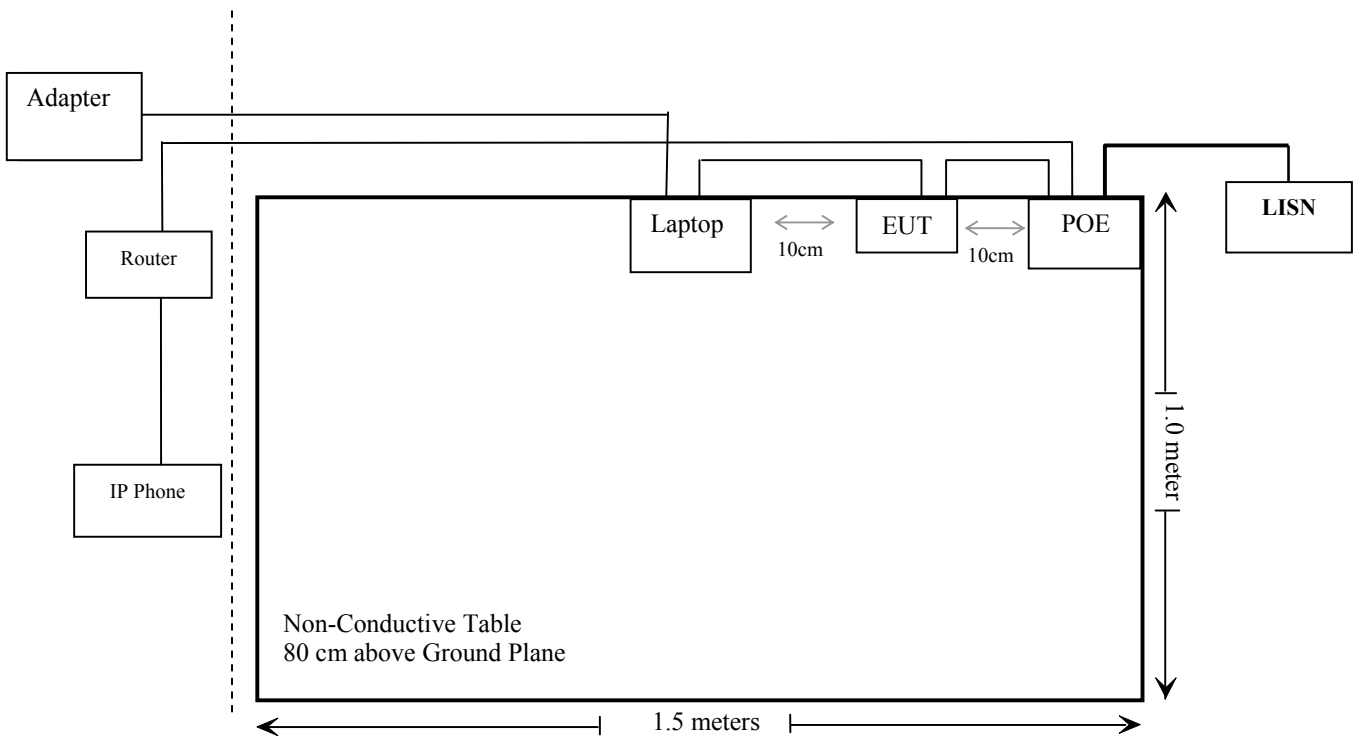 Adapter
Router
IP Phone
Laptop
10cm
EUT
10cm
POE
LISN
1.0 meter
Non-Conductive Table
80 cm above Ground Plane
1.5 meters